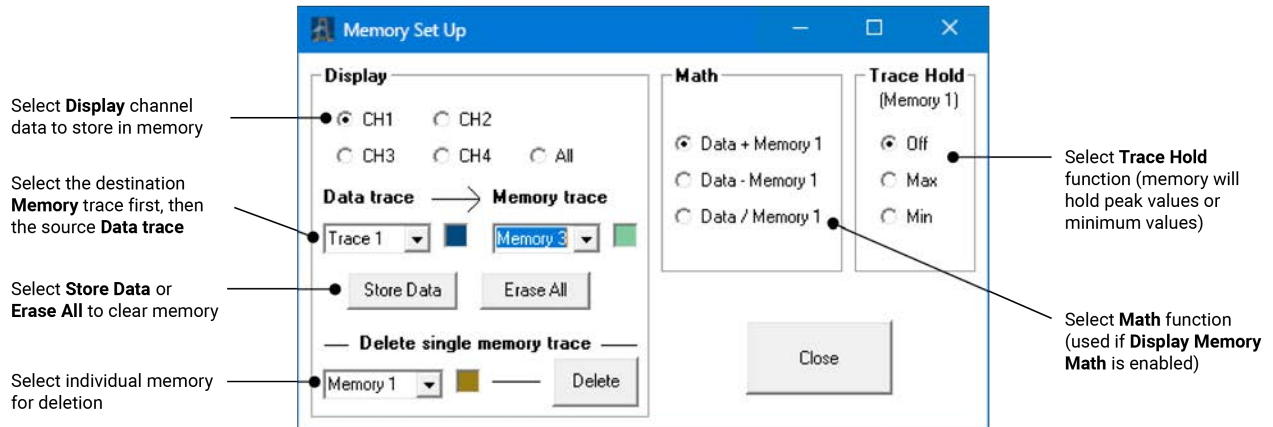 Memory Set Up
Select Display channel
data to store in memory
Select the destination
Memory trace first, then
the source Data trace
Select Store Data or
Erase All to clear memory
Select individual memory
for deletion
Display
CH1 CH2
CH3 CH4 All
Data trace Memory trace
Trace 1 Memory 3
Store Data Erase All
Delete single memory trace
Memory 1 Delete
Math
Data + Memory 1
Data - Memory 1
Data / Memory 1
Trace Hold
(Memory 1)
Off
Max
Min
Close
Select Trace Hold
function (memory will
hold peak values or
minimum values)
Select Math function
(used if Display Memory
Math is enabled)